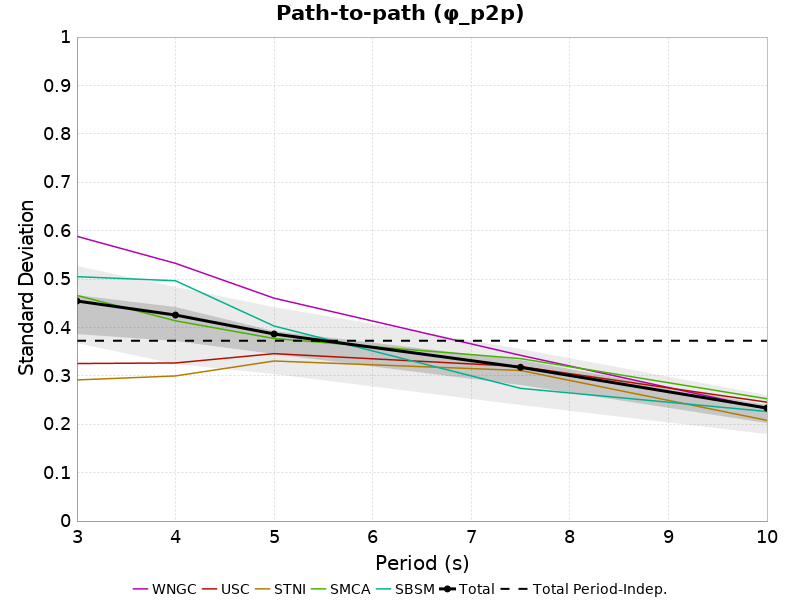 Path-to-path (φ_p2p)
1
0.9
0.8
0.7
0.6
0.5
0.4
0.3
0.2
0.1
0
Standard Deviation
3 4 5 6 7 8 9 10
Period (s)
WNGC USC STNI SMCA SBSM Total Total Period-Indep.